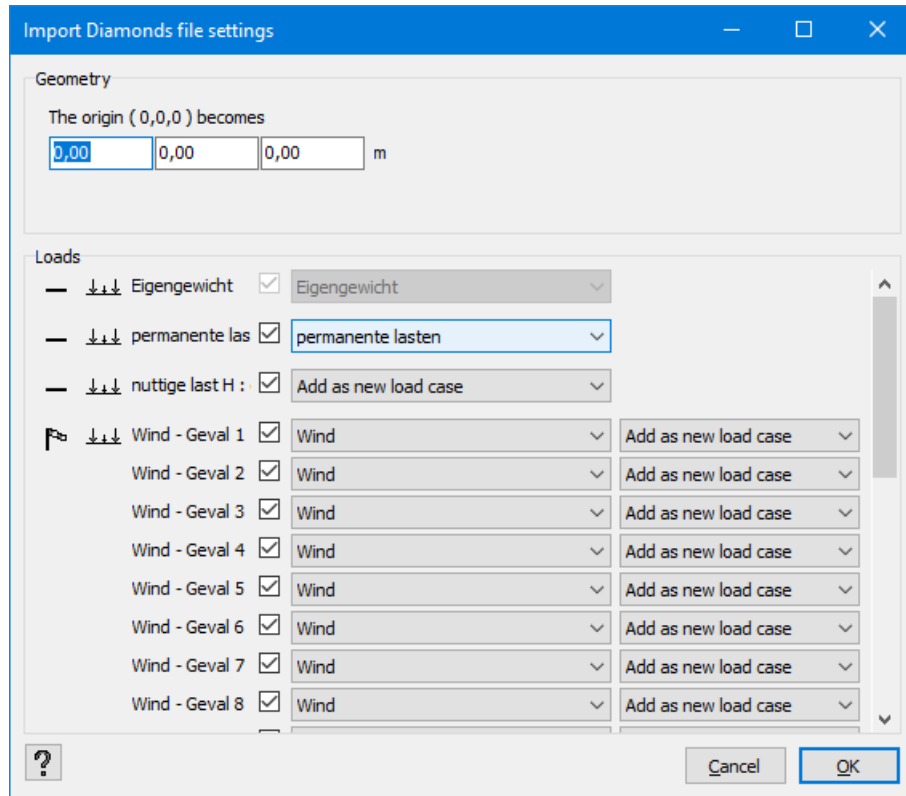 Import Diamonds file settings
Geometry
The origin ( 0,0,0 ) becomes
0,00 0,00 0,00 m
Loads
Eigengewicht Eigengewicht
permanente las permanente lasten
nuttige last H : Add as new load case
Wind - Geval 1 Wind Add as new load case
Wind - Geval 2 Wind Add as new load case
Wind - Geval 3 Wind Add as new load case
Wind - Geval 4 Wind Add as new load case
Wind - Geval 5 Wind Add as new load case
Wind - Geval 6 Wind Add as new load case
Wind - Geval 7 Wind Add as new load case
Wind - Geval 8 Wind Add as new load case
? Cancel OK